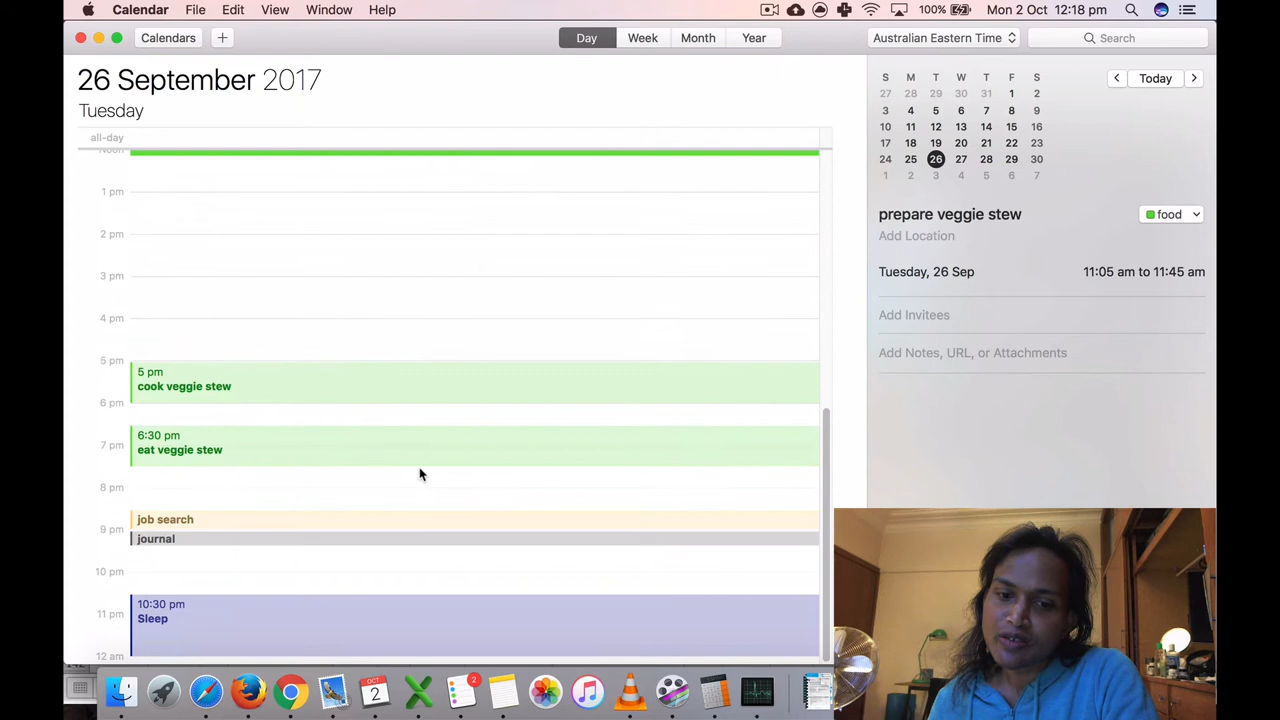 Calendar File Edit View Window Help 100% Mon 2 Oct 12:18 pm
Calendars + Day Week Month Year Australian Eastern Time Search
26 September 2017
Tuesday
all-day
Noon
1 pm
2 pm
3 pm
4 pm
5 pm
5 pm
cook veggie stew
6 pm
6:30 pm
7 pm
eat veggie stew
8 pm
job search
9 pm
journal
10 pm
10:30 pm
11 pm
Sleep
12 am
< Today >
S M T W T F S
27 28 29 30 31 1 2
3 4 5 6 7 8 9
10 11 12 13 14 15 16
17 18 19 20 21 22 23
24 25 26 27 28 29 30
1 2 3 4 5 6 7
prepare veggie stew food
Add Location
Tuesday, 26 Sep 11:05 am to 11:45 am
Add Invitees
Add Notes, URL, or Attachments
OCT
2
2